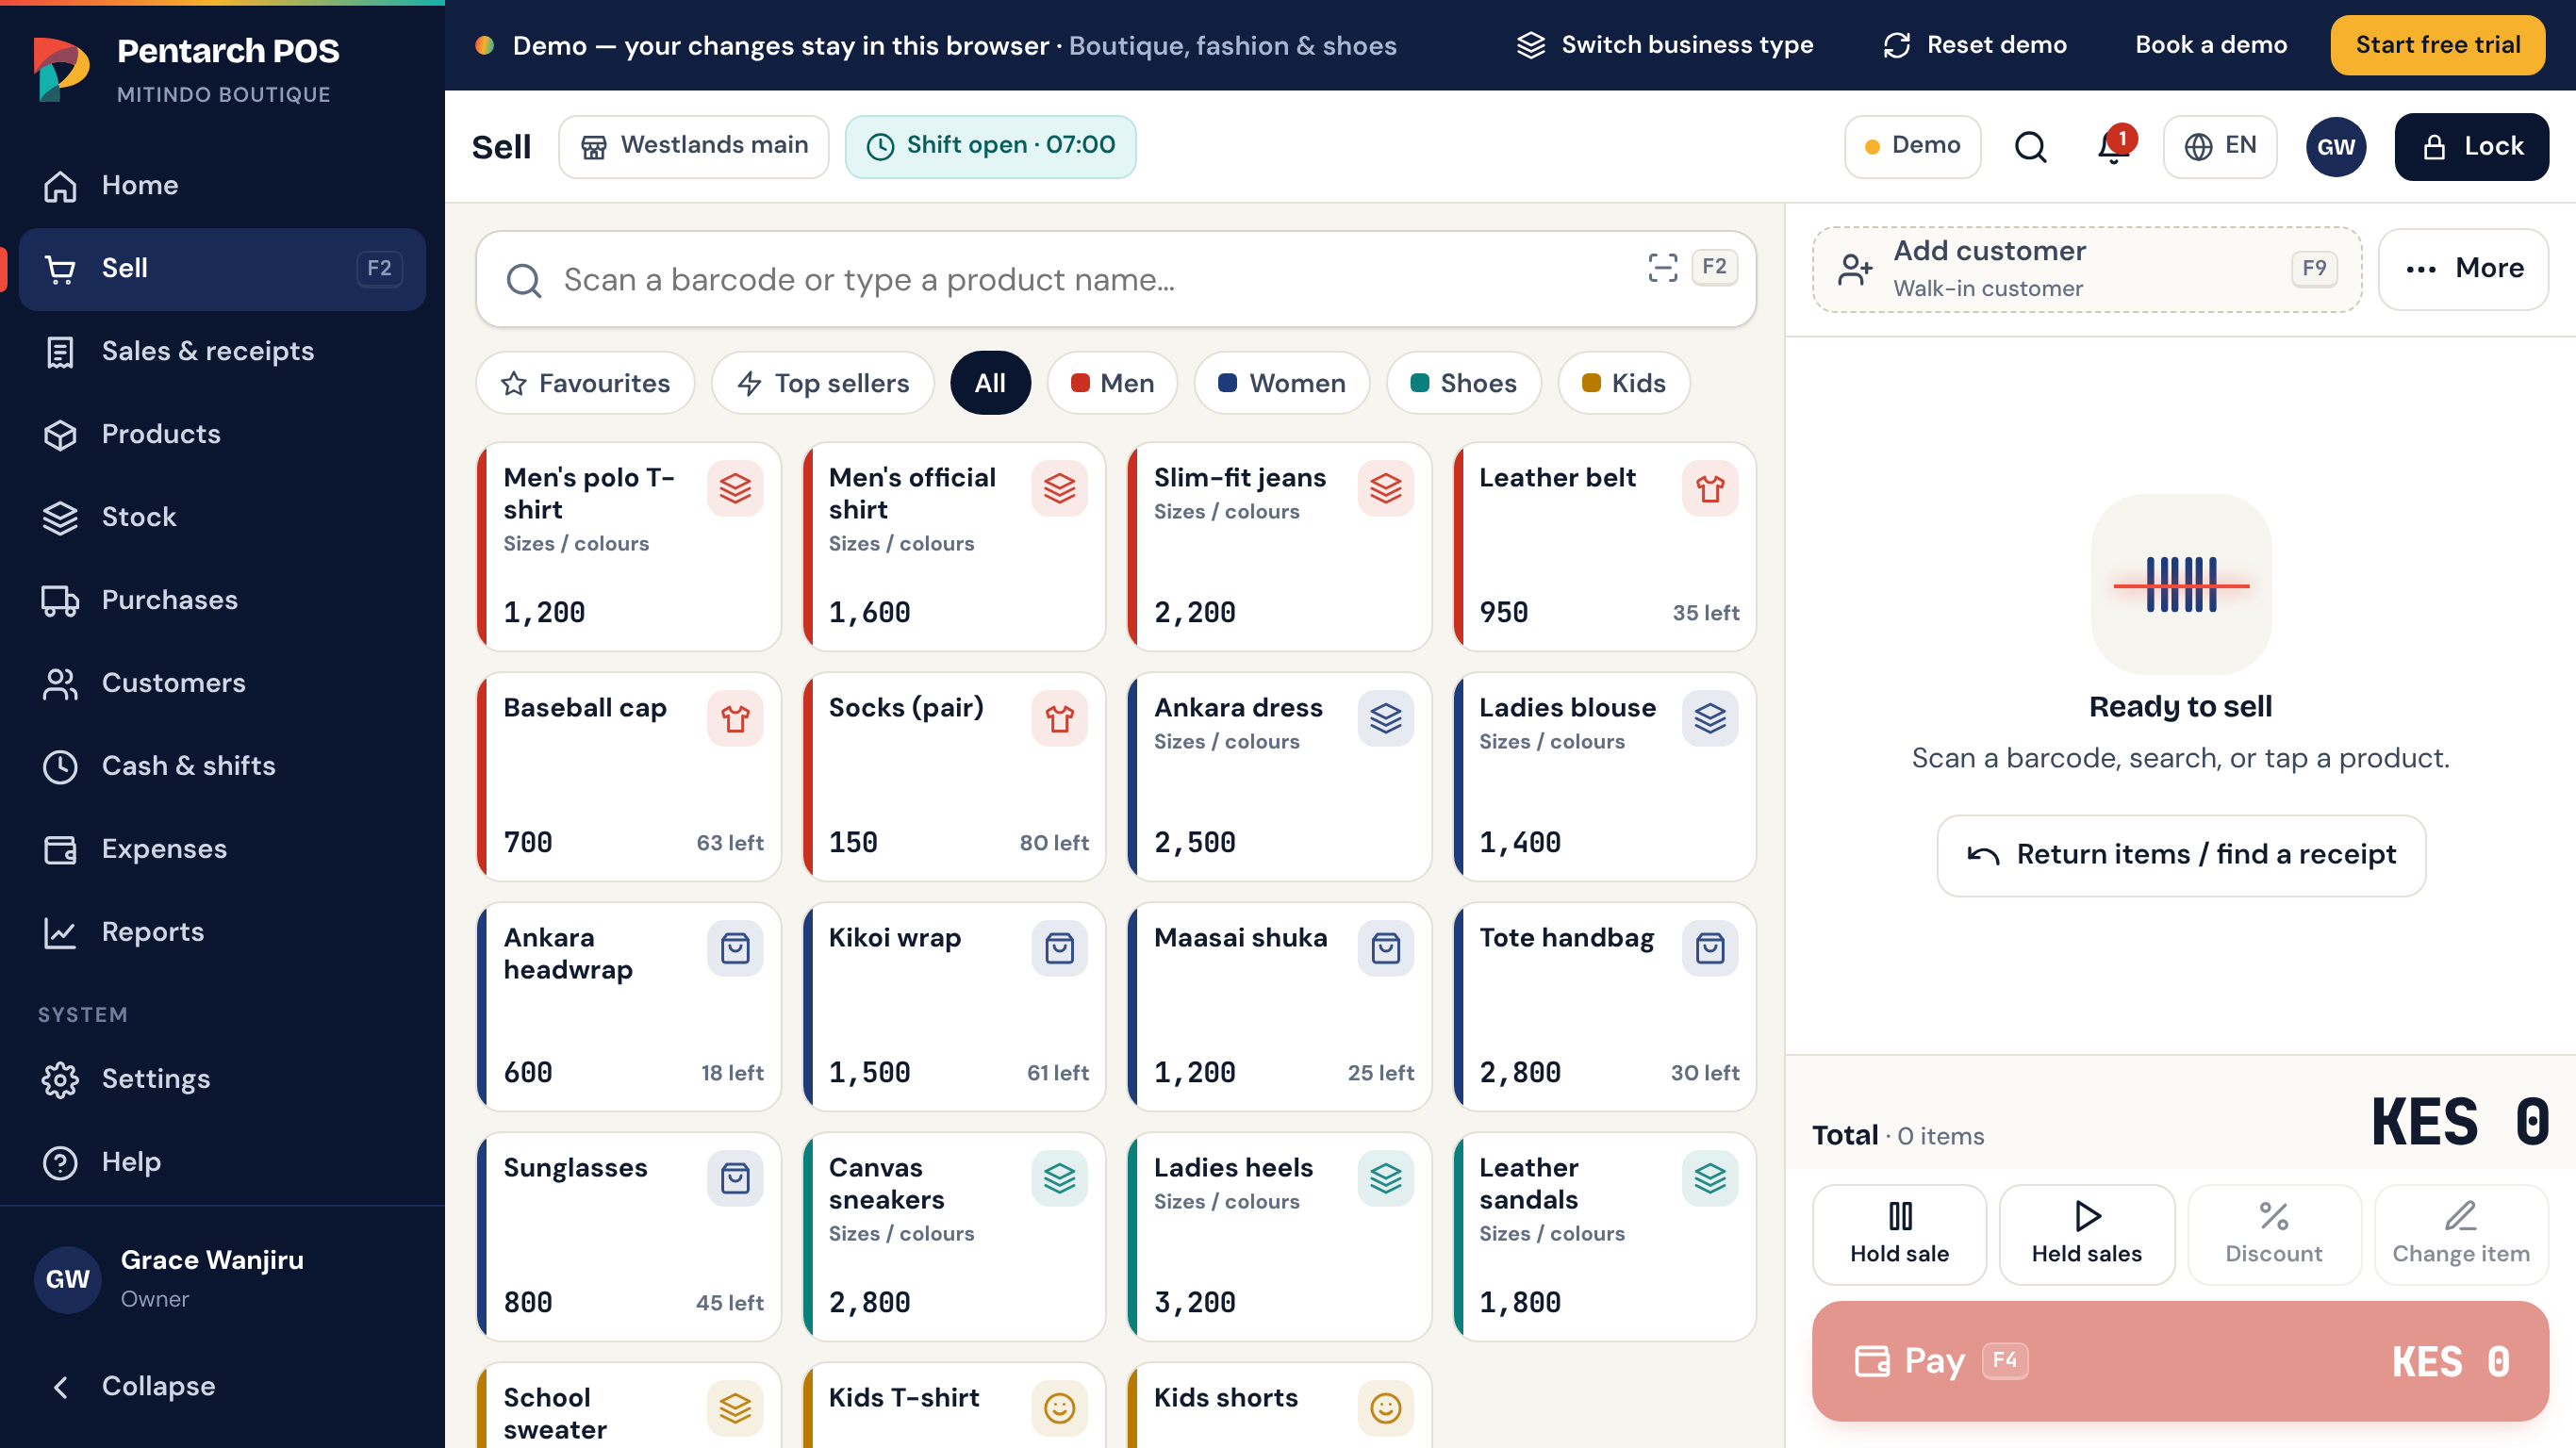 Pentarch POS
MITINDO BOUTIQUE
Home
Sell F2
Sales & receipts
Products
Stock
Purchases
Customers
Cash & shifts
Expenses
Reports
SYSTEM
Settings
Help
GW
Grace Wanjiru
Owner
Collapse
Demo — your changes stay in this browser · Boutique, fashion & shoes
Switch business type
Reset demo
Book a demo
Start free trial
Sell
Westlands main
Shift open · 07:00
Demo
1
EN
GW
Lock
Scan a barcode or type a product name...
F2
Favourites
Top sellers
All
Men
Women
Shoes
Kids
Men's polo T-
shirt
Sizes / colours
1,200
Men's official
shirt
Sizes / colours
1,600
Slim-fit jeans
Sizes / colours
2,200
Leather belt
950
35 left
Baseball cap
700
63 left
Socks (pair)
150
80 left
Ankara dress
Sizes / colours
2,500
Ladies blouse
Sizes / colours
1,400
Ankara
headwrap
600
18 left
Kikoi wrap
1,500
61 left
Maasai shuka
1,200
25 left
Tote handbag
2,800
30 left
Sunglasses
800
45 left
Canvas
sneakers
Sizes / colours
2,800
Ladies heels
Sizes / colours
3,200
Leather
sandals
Sizes / colours
1,800
School
sweater
Kids T-shirt
Kids shorts
Add customer
Walk-in customer
F9
More
Ready to sell
Scan a barcode, search, or tap a product.
Return items / find a receipt
Total · 0 items
KES 0
Hold sale
Held sales
Discount
Change item
Pay F4
KES 0